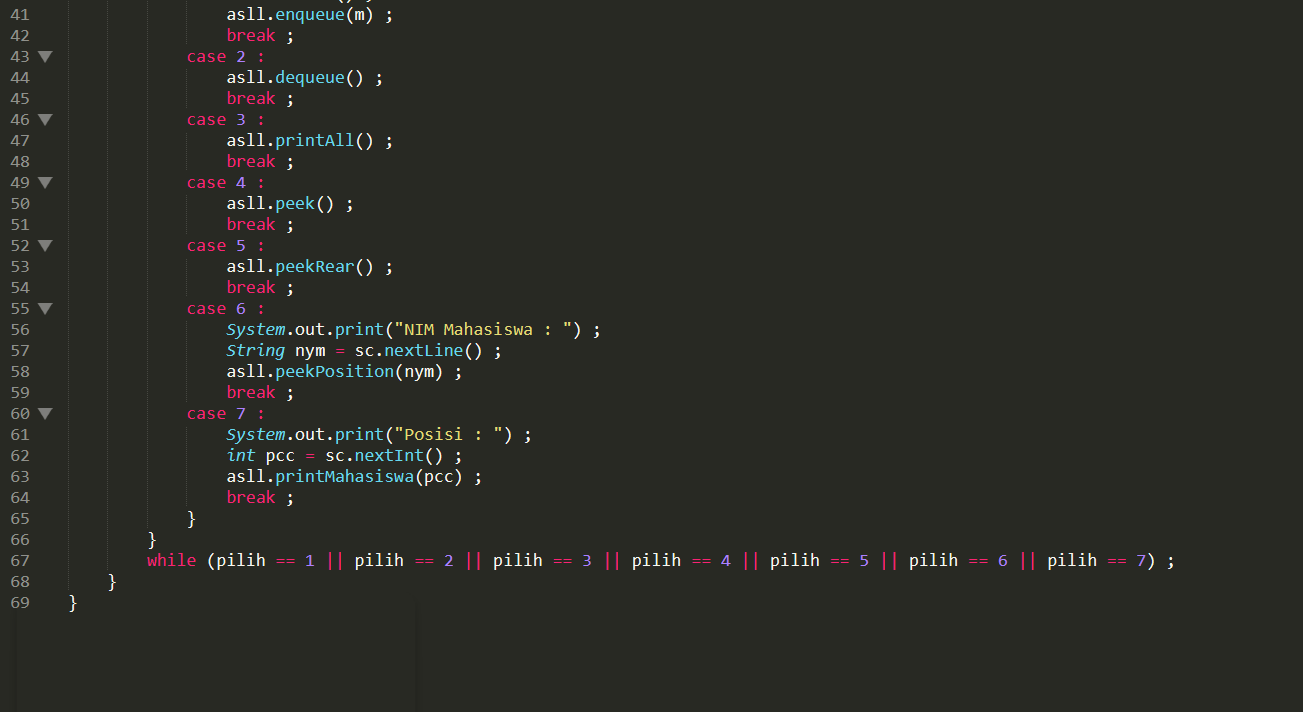 41 asll.enqueue(m) ;
42 break ;
43 case 2 :
44 asll.dequeue() ;
45 break ;
46 case 3 :
47 asll.printAll() ;
48 break ;
49 case 4 :
50 asll.peek() ;
51 break ;
52 case 5 :
53 asll.peekRear() ;
54 break ;
55 case 6 :
56 System.out.print("NIM Mahasiswa : ") ;
57 String nym = sc.nextLine() ;
58 asll.peekPosition(nym) ;
59 break ;
60 case 7 :
61 System.out.print("Posisi : ") ;
62 int pcc = sc.nextInt() ;
63 asll.printMahasiswa(pcc) ;
64 break ;
65 }
66 }
67 while (pilih == 1 || pilih == 2 || pilih == 3 || pilih == 4 || pilih == 5 || pilih == 6 || pilih == 7) ;
68 }
69 }